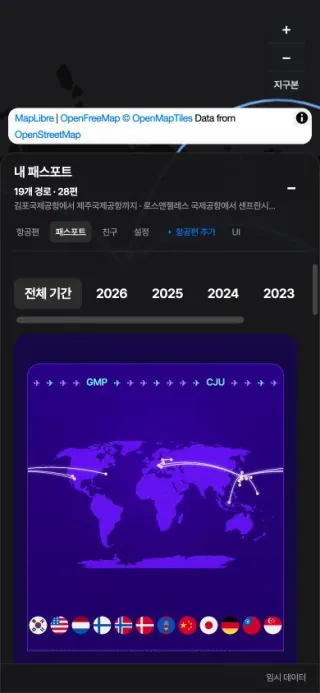 +
−
지구본
MapLibre | OpenFreeMap © OpenMapTiles Data from
OpenStreetMap
내 패스포트
19개 경로 · 28편
김포국제공항에서 제주국제공항까지 · 로스앤젤레스 국제공항에서 샌프란시...
항공편 패스포트 친구 설정 + 항공편 추가 UI
전체 기간 2026 2025 2024 2023
GMP CJU
임시 데이터